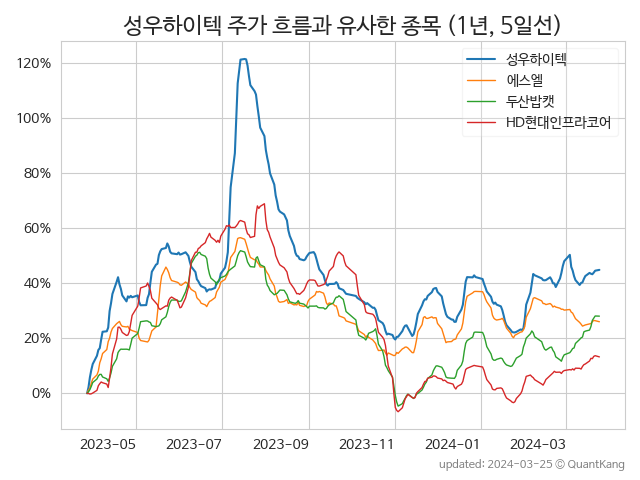 성우하이텍 주가 흐름과 유사한 종목 (1년, 5일선)
성우하이텍
에스엘
두산밥캣
HD현대인프라코어
120%
100%
80%
60%
40%
20%
0%
2023-05 2023-07 2023-09 2023-11 2024-01 2024-03
updated: 2024-03-25 © QuantKang